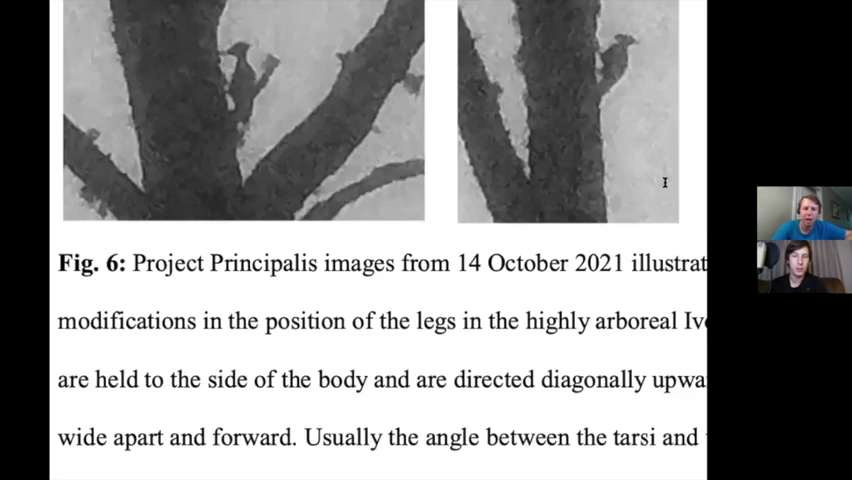 Fig. 6: Project Principalis images from 14 October 2021 illustrat
modifications in the position of the legs in the highly arboreal Iv
are held to the side of the body and are directed diagonally upwa
wide apart and forward. Usually the angle between the tarsi and